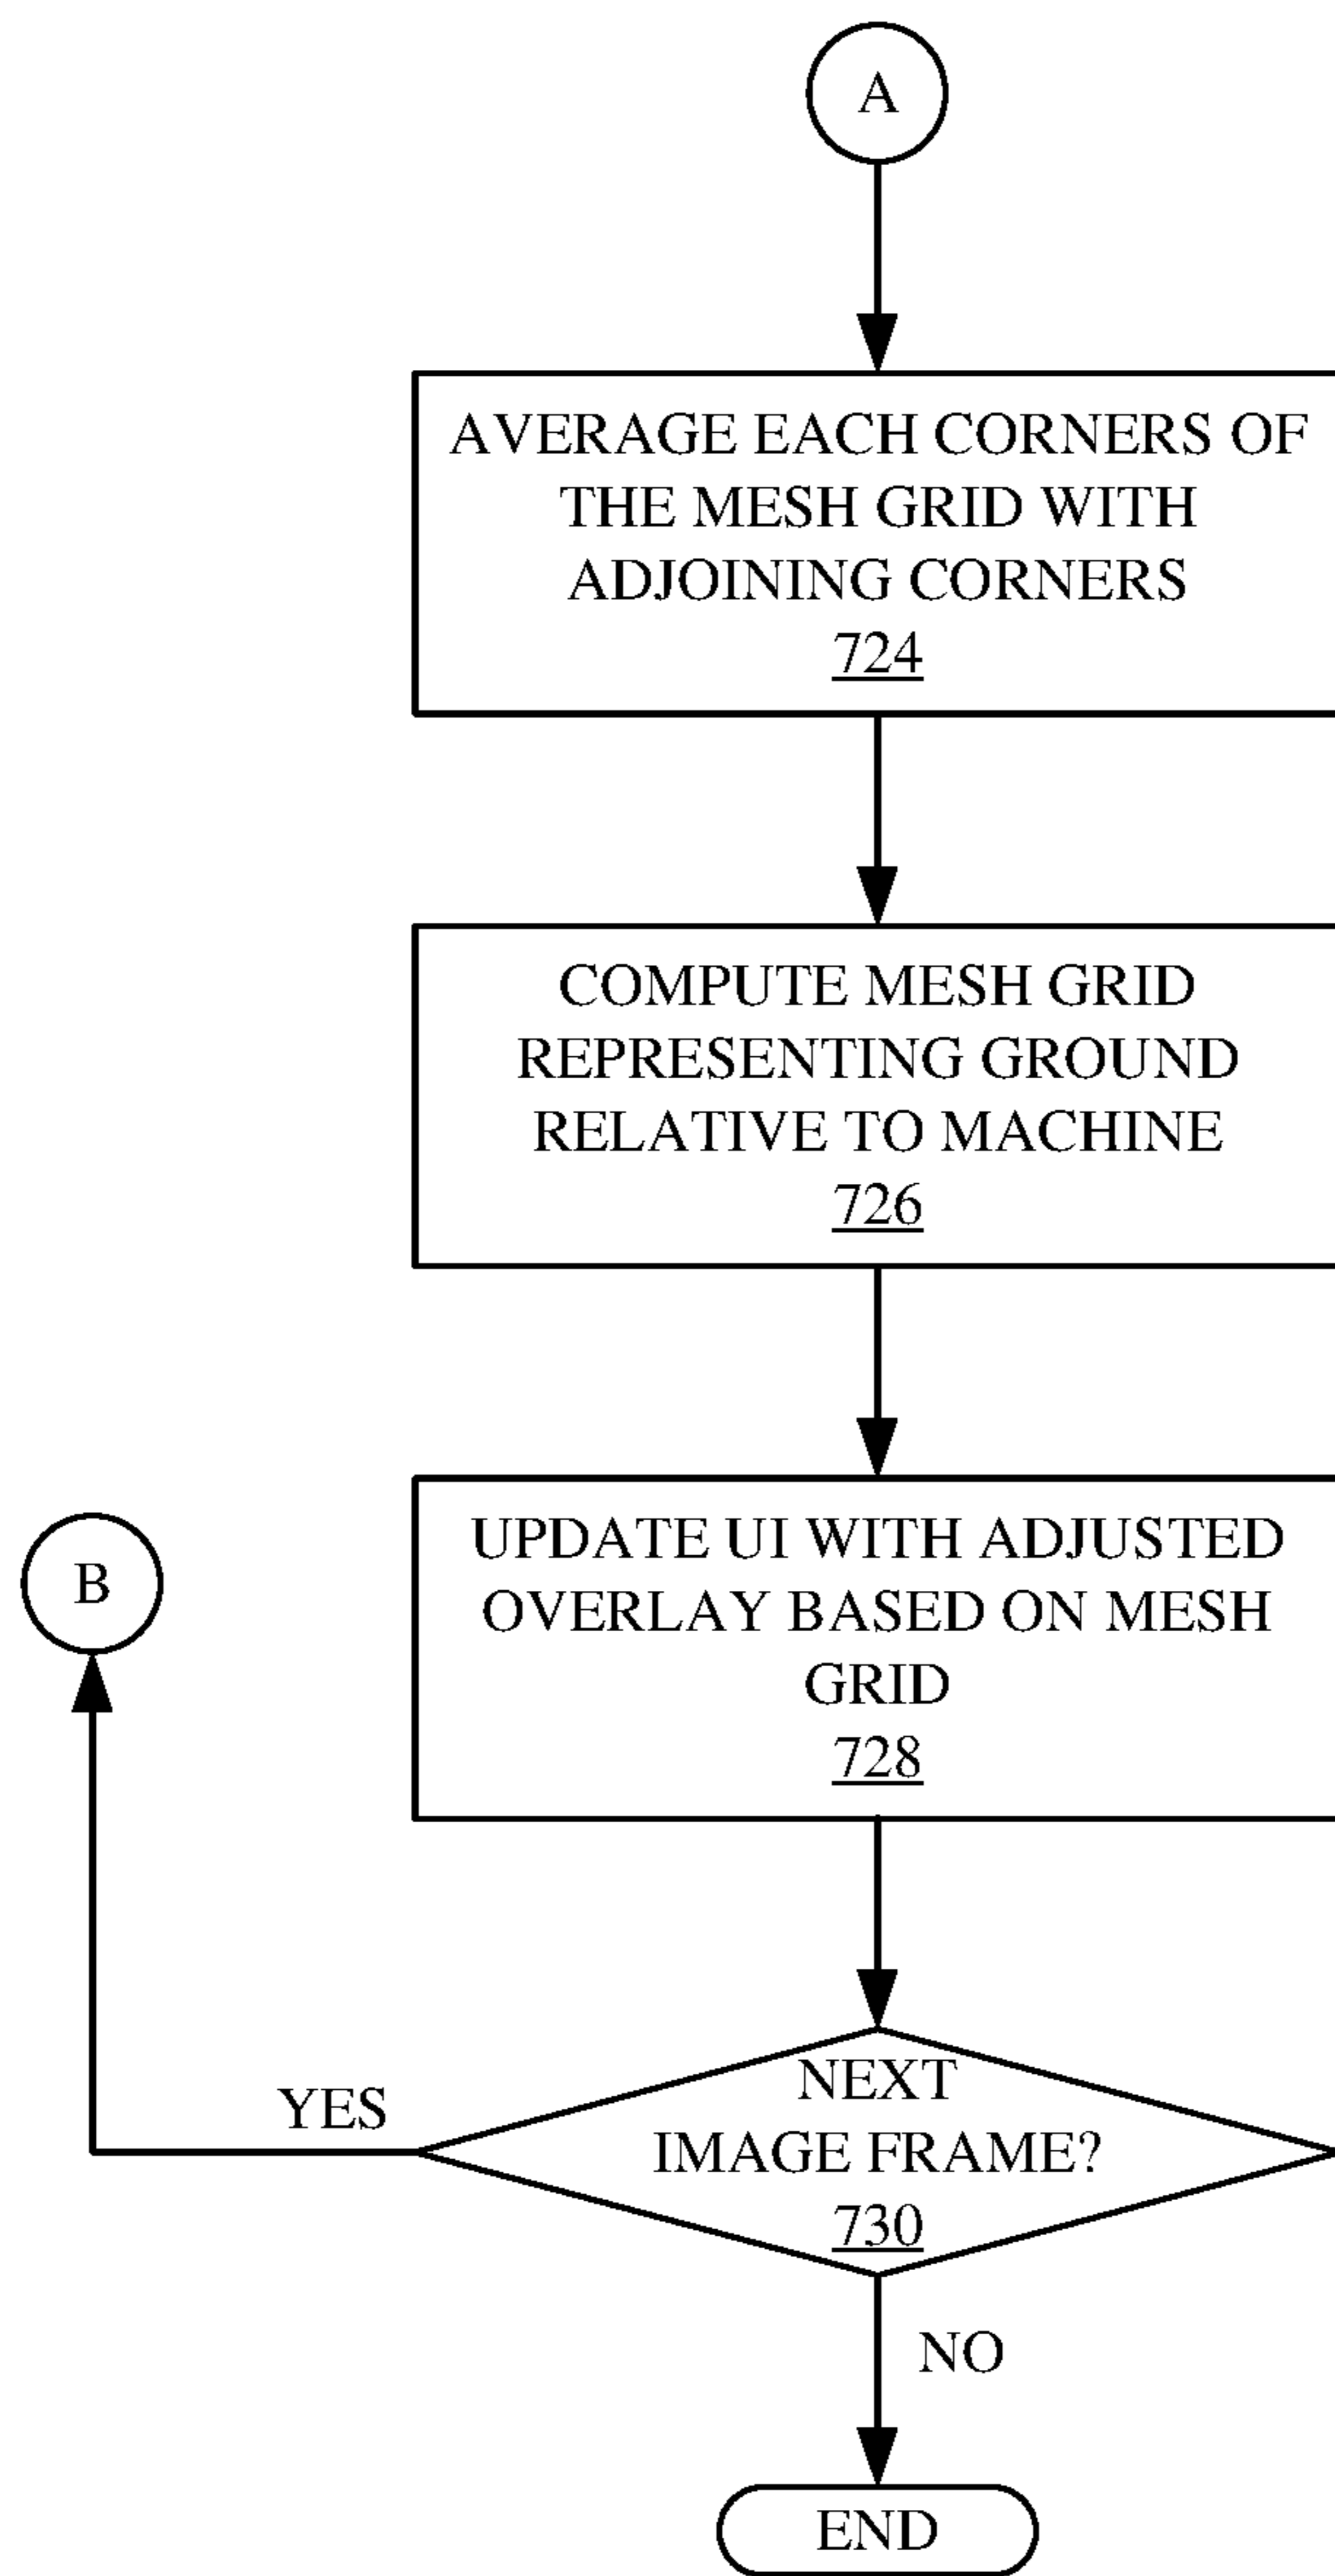 A
AVERAGE EACH CORNERS OF
THE MESH GRID WITH
ADJOINING CORNERS
724
COMPUTE MESH GRID
REPRESENTING GROUND
RELATIVE TO MACHINE
726
UPDATE UI WITH ADJUSTED
OVERLAY BASED ON MESH
GRID
728
B
NEXT
IMAGE FRAME?
730
YES
NO
END